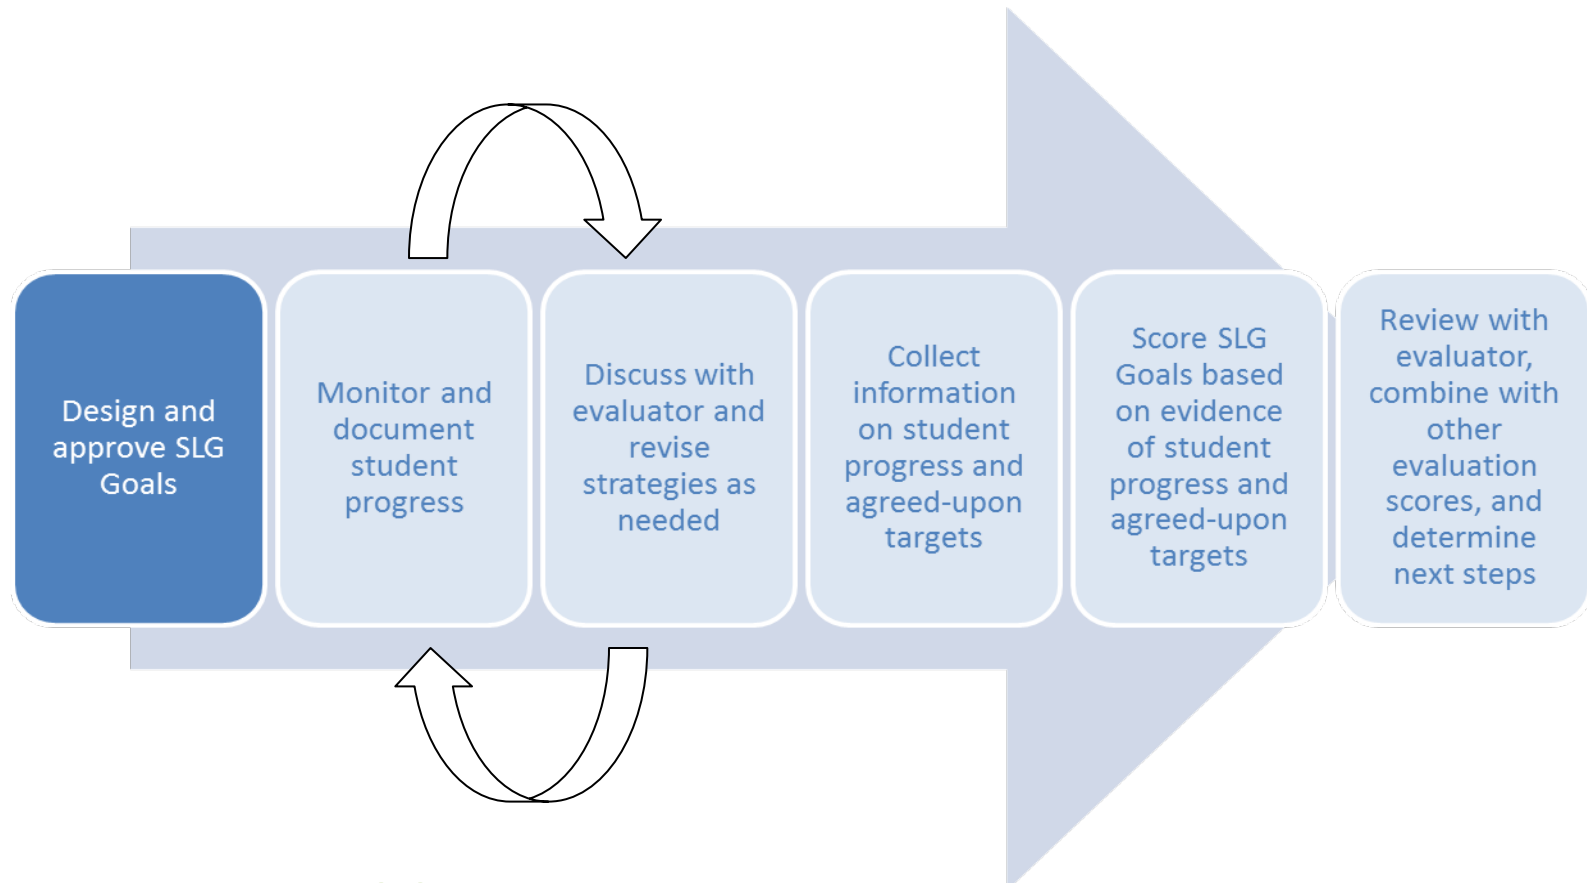 Design and
approve SLG
Goals
Monitor and
document
student
progress
Discuss with
evaluator and
revise
strategies as
needed
Collect
information
on student
progress and
agreed-upon
targets
Score SLG
Goals based
on evidence
of student
progress and
agreed-upon
targets
Review with
evaluator,
combine with
other
evaluation
scores, and
determine
next steps